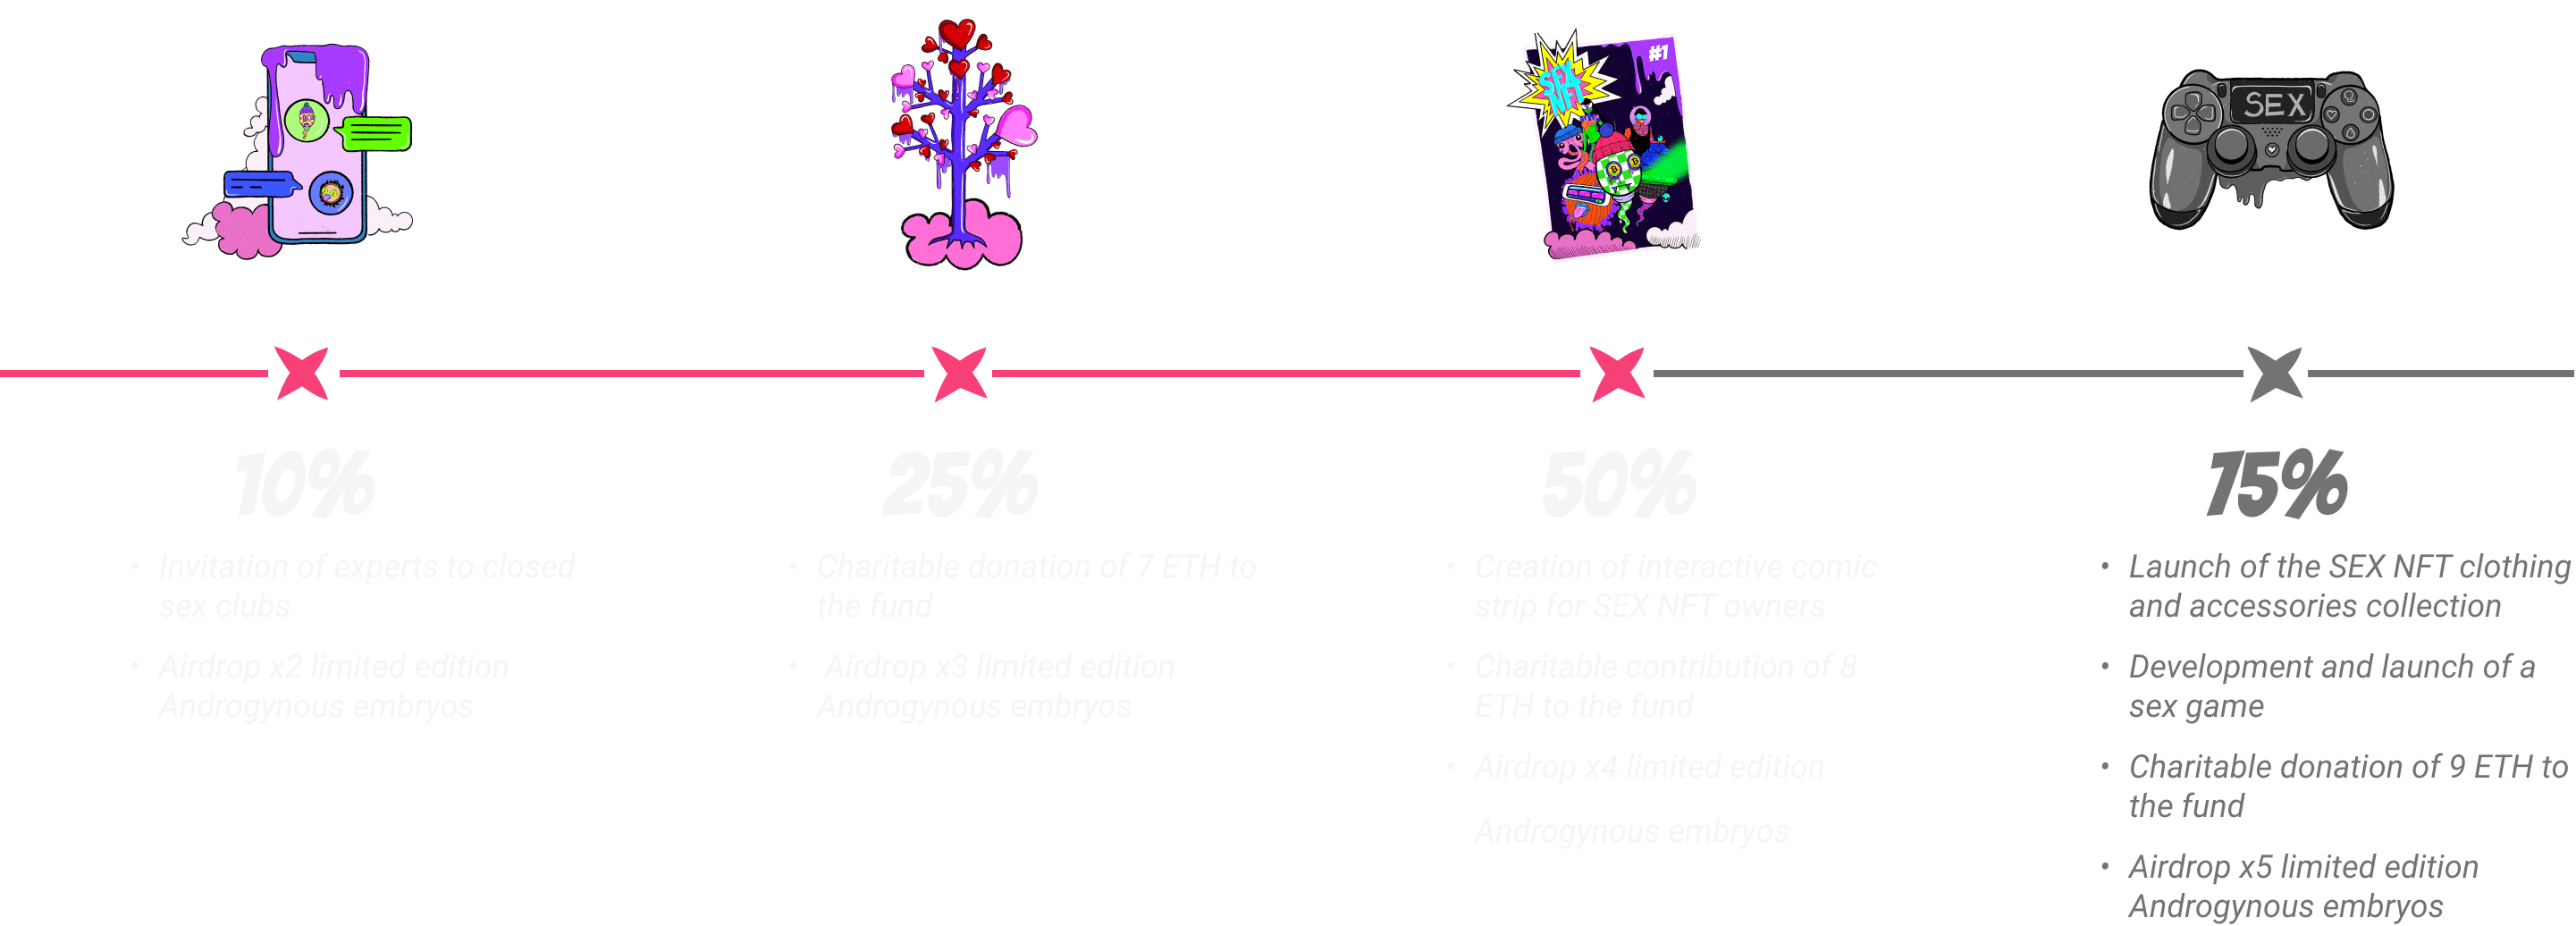 #1
SEX
NFT
SEX
10%
• Invitation of experts to closed
sex clubs
• Airdrop x2 limited edition
Androgynous embryos
25%
• Charitable donation of 7 ETH to
the fund
• Airdrop x3 limited edition
Androgynous embryos
50%
• Creation of interactive comic
strip for SEX NFT owners
• Charitable contribution of 8
ETH to the fund
• Airdrop x4 limited edition
Androgynous embryos
75%
• Launch of the SEX NFT clothing
and accessories collection
• Development and launch of a
sex game
• Charitable donation of 9 ETH to
the fund
• Airdrop x5 limited edition
Androgynous embryos